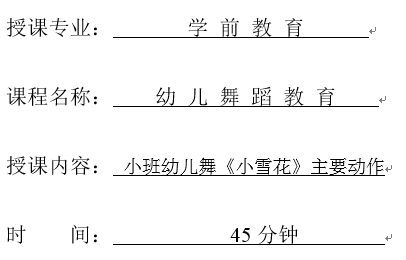 授课专业：学 前 教 育
课程名称：幼 儿 舞 蹈 教 育
授课内容：小班幼儿舞《小雪花》主要动作
时　　间：45 分钟